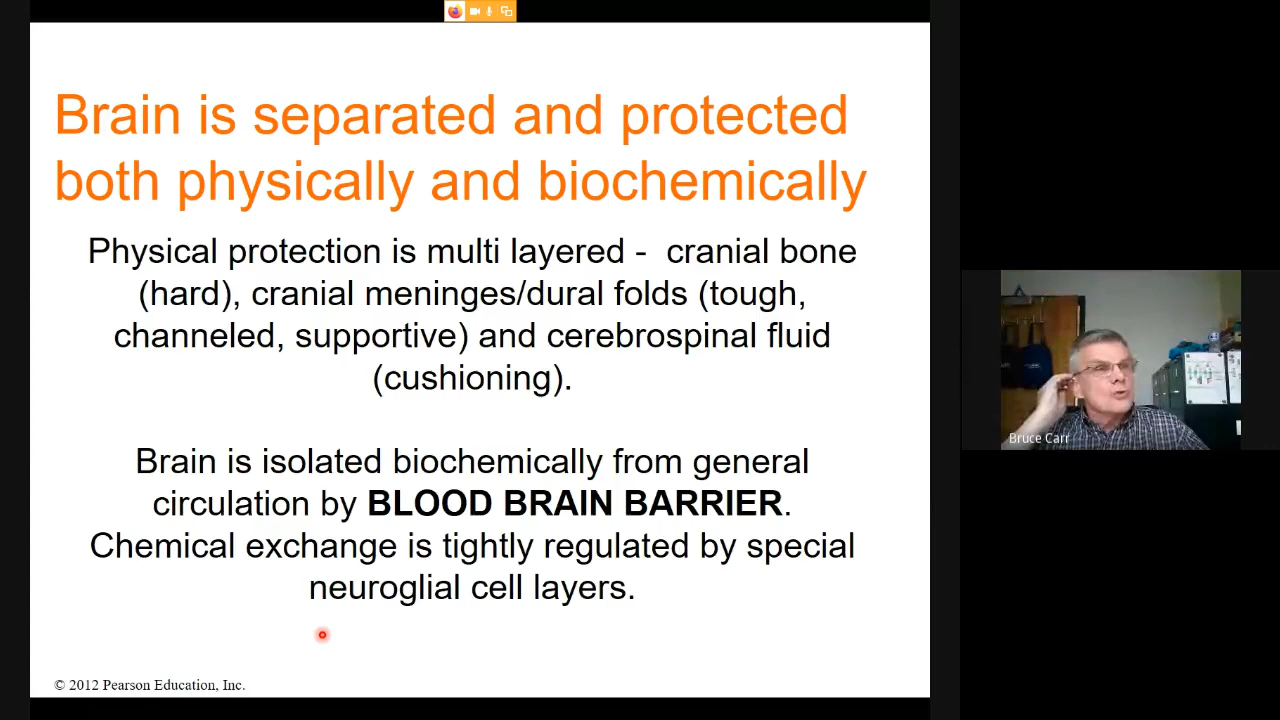 Brain is separated and protected
both physically and biochemically
Physical protection is multi layered -  cranial bone
(hard), cranial meninges/dural folds (tough,
channeled, supportive) and cerebrospinal fluid
(cushioning).
Brain is isolated biochemically from general
circulation by BLOOD BRAIN BARRIER.
Chemical exchange is tightly regulated by special
neuroglial cell layers.
© 2012 Pearson Education, Inc.
Bruce Carr